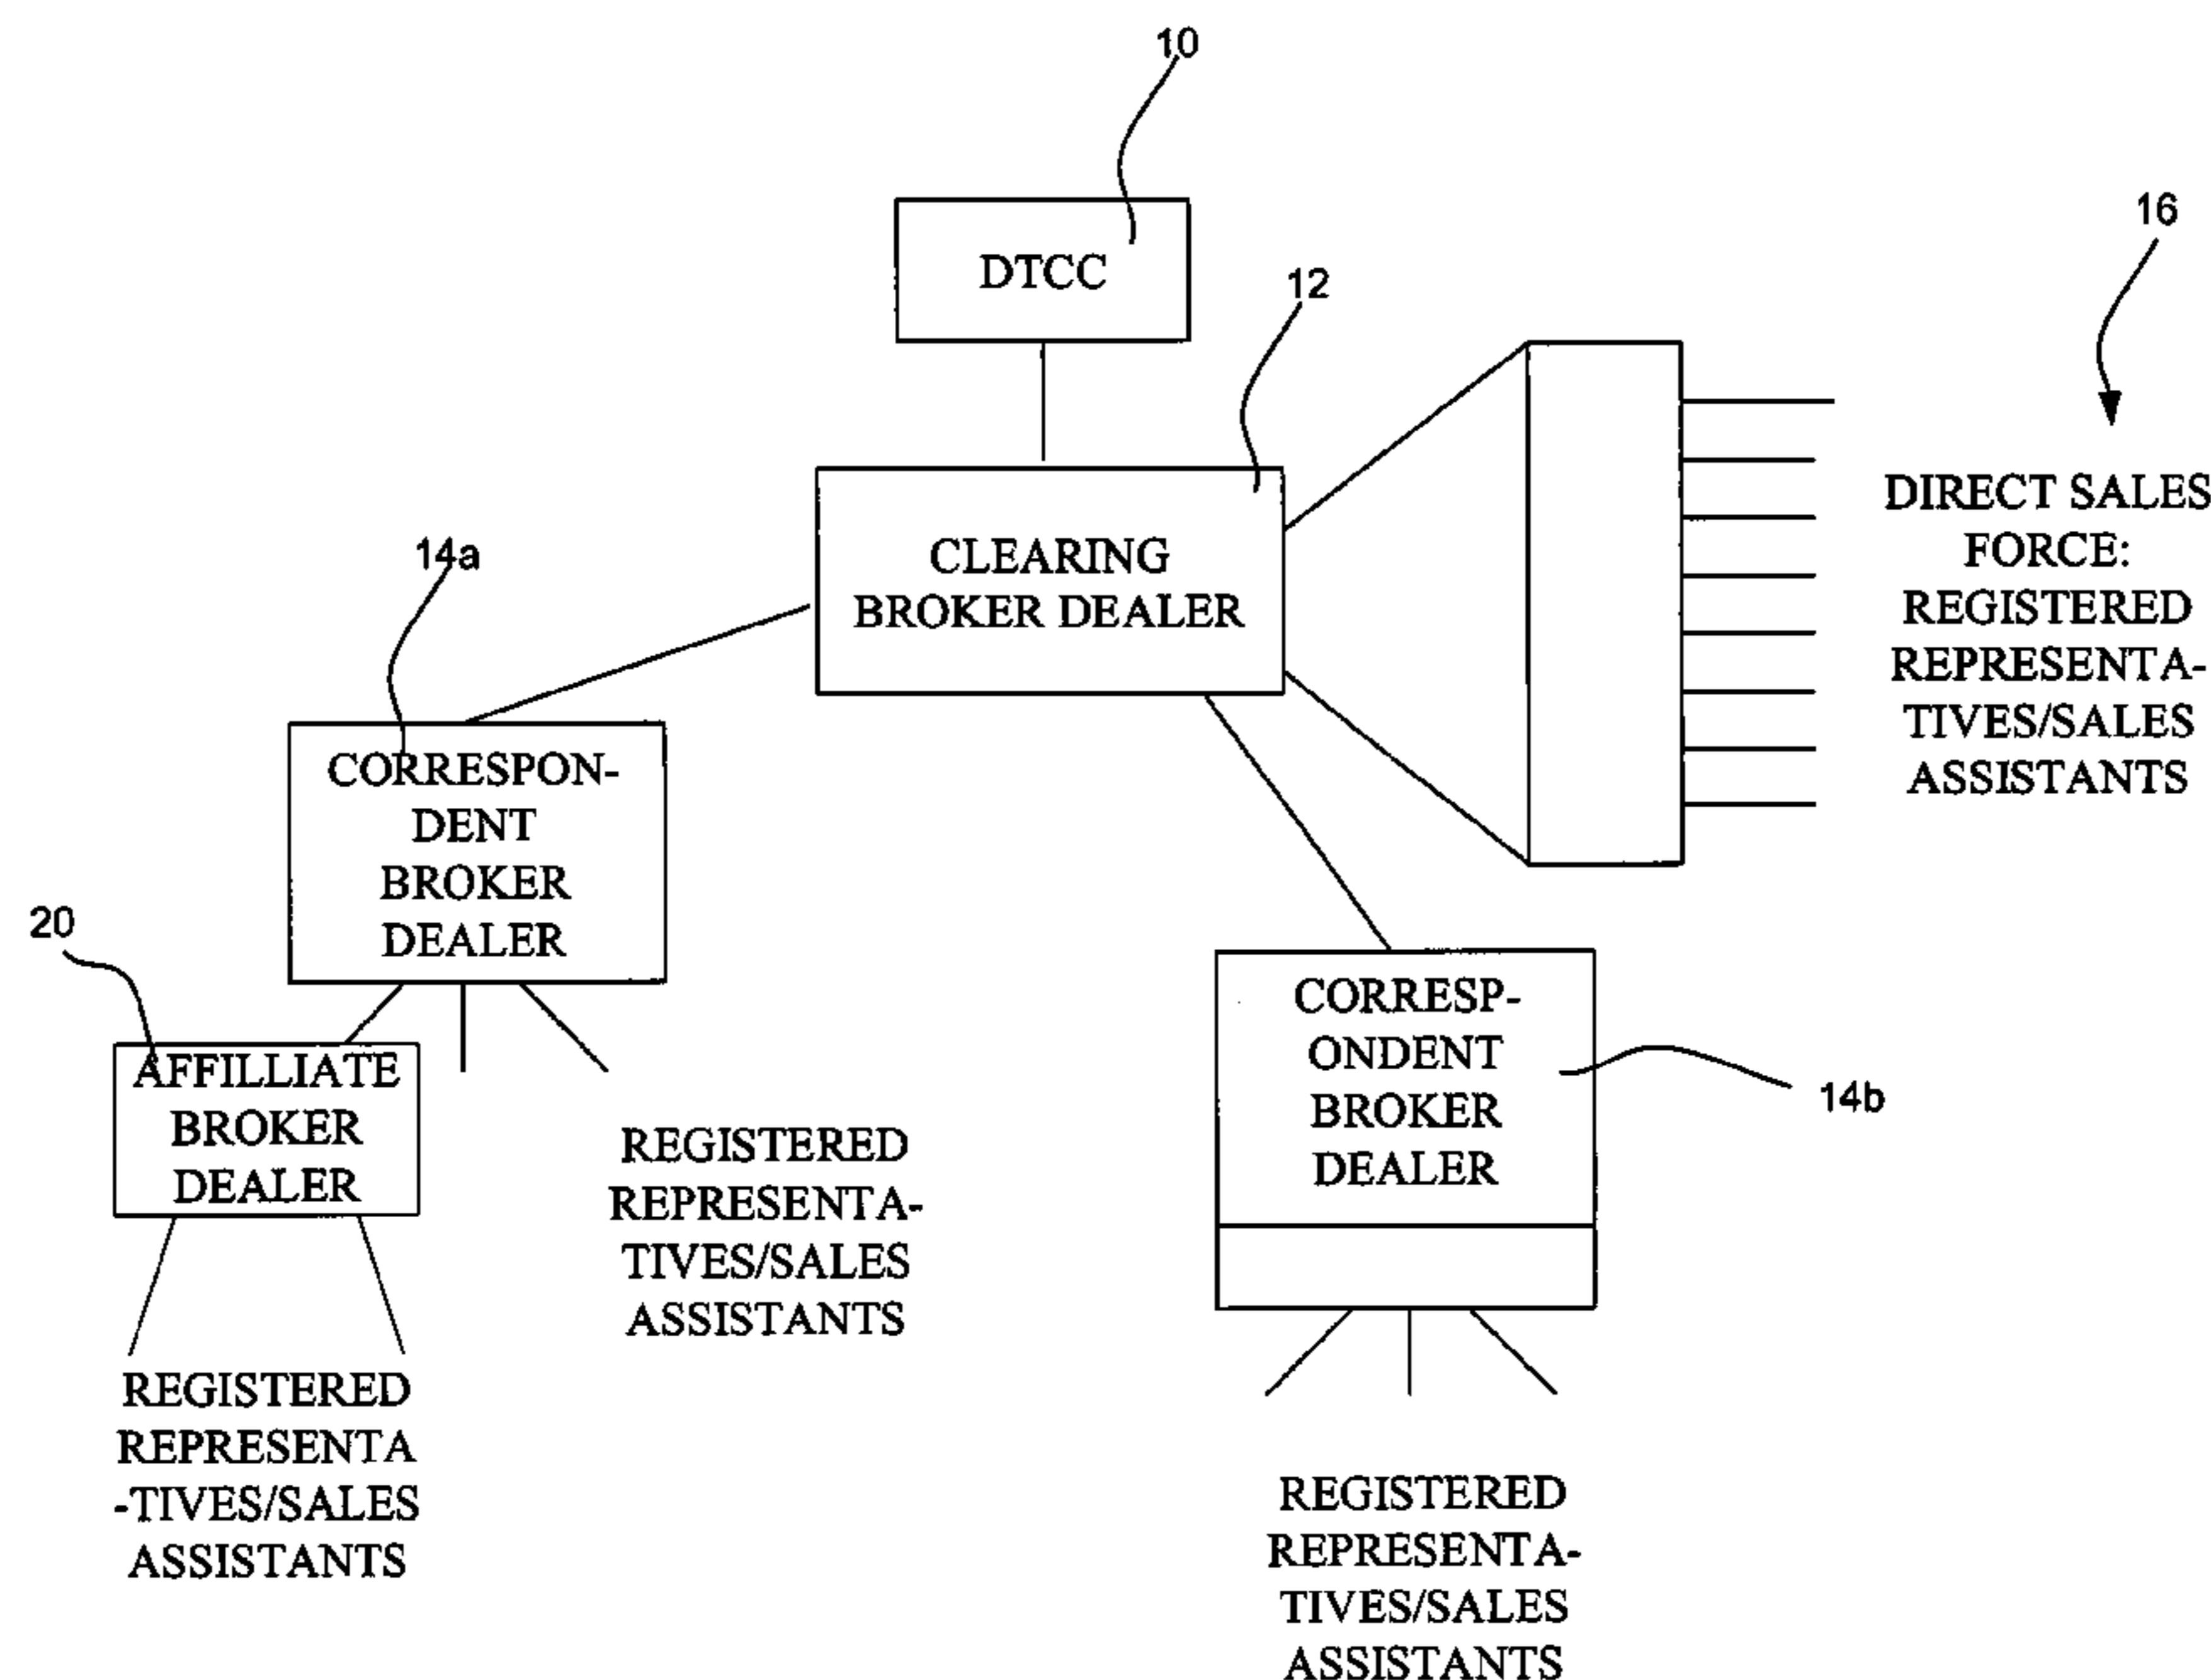 10
DTCC
12
16
CLEARING
BROKER DEALER
DIRECT SALES
FORCE:
REGISTERED
REPRESENTA-
TIVES/SALES
ASSISTANTS
14a
CORRESPON-
DENT
BROKER
DEALER
20
AFFILLIATE
BROKER
DEALER
REGISTERED
REPRESENTA-
TIVES/SALES
ASSISTANTS
CORRESP-
ONDENT
BROKER
DEALER
14b
REGISTERED
REPRESENTA
-TIVES/SALES
ASSISTANTS
REGISTERED
REPRESENTA-
TIVES/SALES
ASSISTANTS